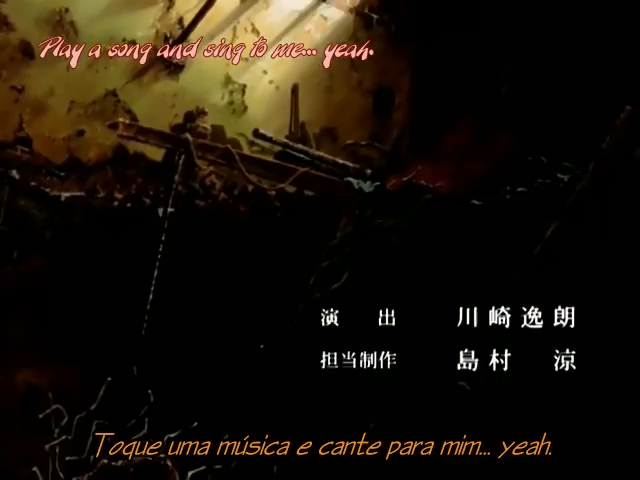 Play a song and sing to me... yeah.
演 出 川崎逸朗
担当制作 島村 涼
Toque uma música e cante para mim... yeah.